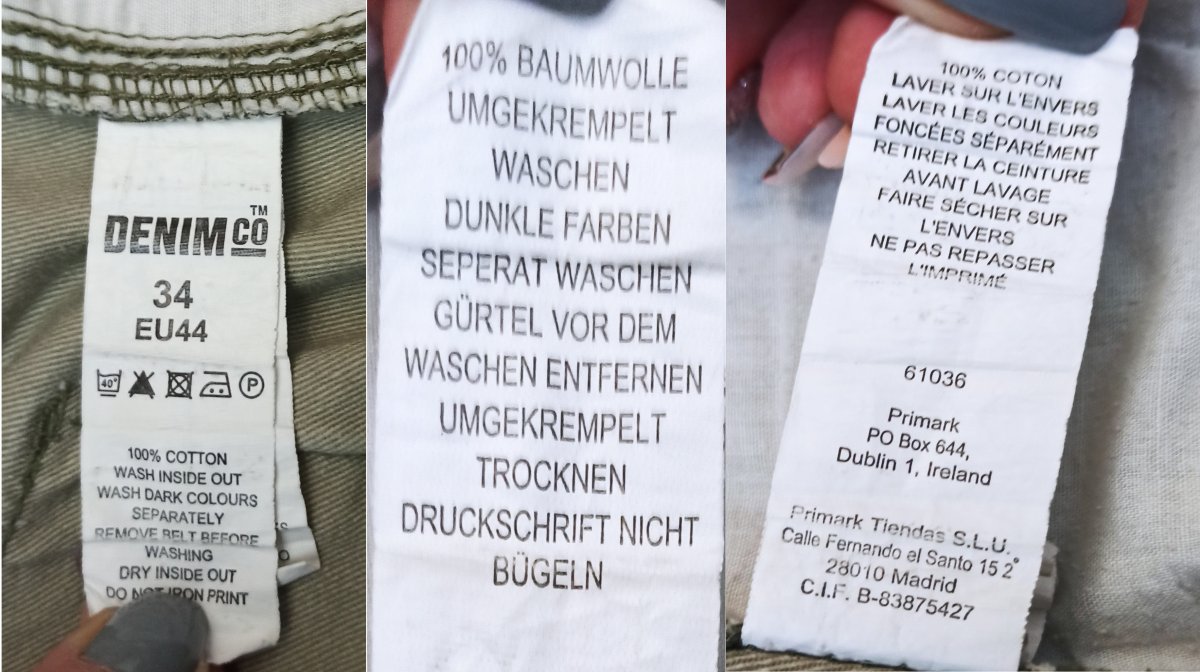 DENIM CO™
34
EU44
40°
P
100% COTTON
WASH INSIDE OUT
WASH DARK COLOURS
SEPARATELY
REMOVE BELT BEFORE
WASHING
DRY INSIDE OUT
DO NOT IRON PRINT
100% BAUMWOLLE
UMGEKREMPELT
WASCHEN
DUNKLE FARBEN
SEPERAT WASCHEN
GÜRTEL VOR DEM
WASCHEN ENTFERNEN
UMGEKREMPELT
TROCKNEN
DRUCKSCHRIFT NICHT
BÜGELN
100% COTON
LAVER SUR L'ENVERS
LAVER LES COULEURS
FONCÉES SÉPARÉMENT
RETIRER LA CEINTURE
AVANT LAVAGE
FAIRE SÉCHER SUR
L'ENVERS
NE PAS REPASSER
L'IMPRIMÉ
61036
Primark
PO Box 644,
Dublin 1, Ireland
Primark Tiendas S.L.U.
Calle Fernando el Santo 15 2°
28010 Madrid
C.I.F. B-83875427